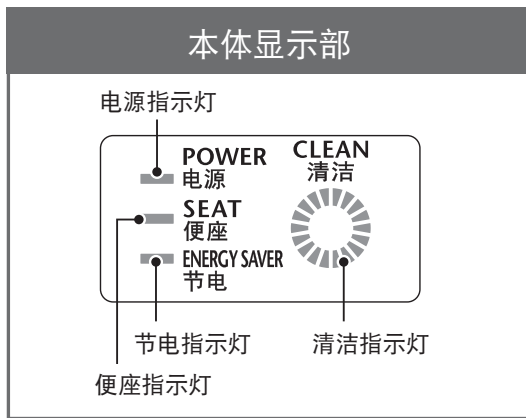 本体显示部
电源指示灯
POWER
电源
CLEAN
清洁
SEAT
便座
ENERGY SAVER
节电
节电指示灯
清洁指示灯
便座指示灯